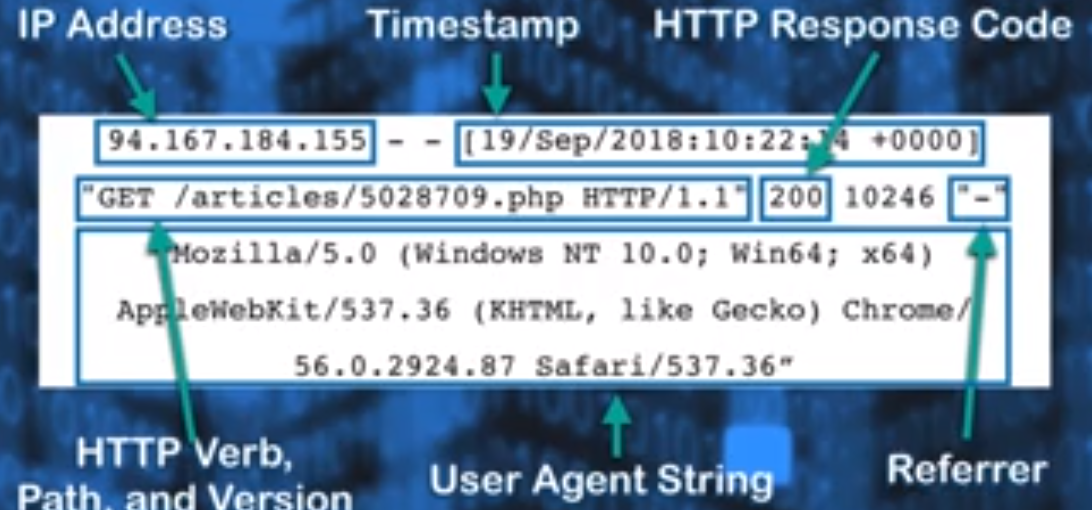 IP Address Timestamp HTTP Response Code
94.167.184.155 - - [19/Sep/2018:10:22:14 +0000]
"GET /articles/5028709.php HTTP/1.1" 200 10246 "-"
"Mozilla/5.0 (Windows NT 10.0; Win64; x64)
AppleWebKit/537.36 (KHTML, like Gecko) Chrome/
56.0.2924.87 Safari/537.36”
HTTP Verb,
Path, and Version
User Agent String
Referrer